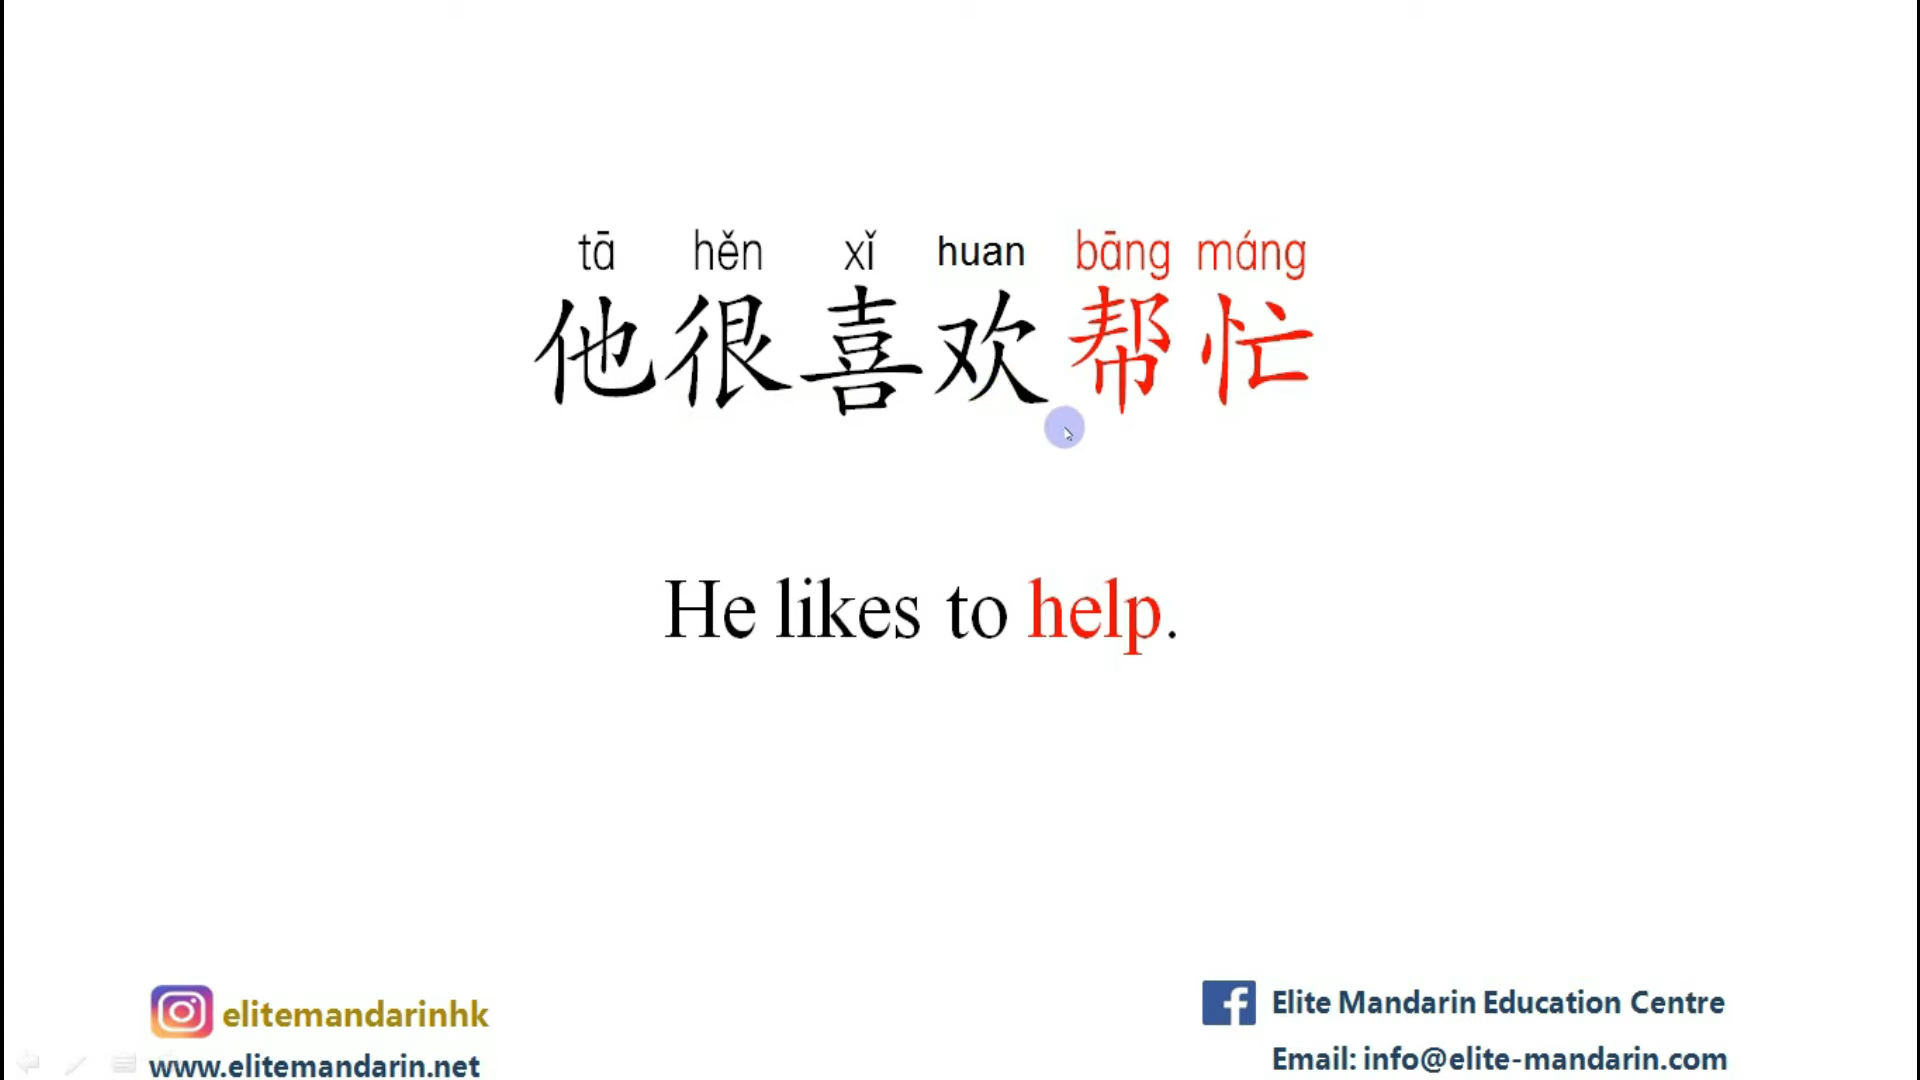 tā hěn xǐ huan bāng máng
他很喜欢帮忙
He likes to help.
elitemandarinhk
www.elitemandarin.net
Elite Mandarin Education Centre
Email: info@elite-mandarin.com